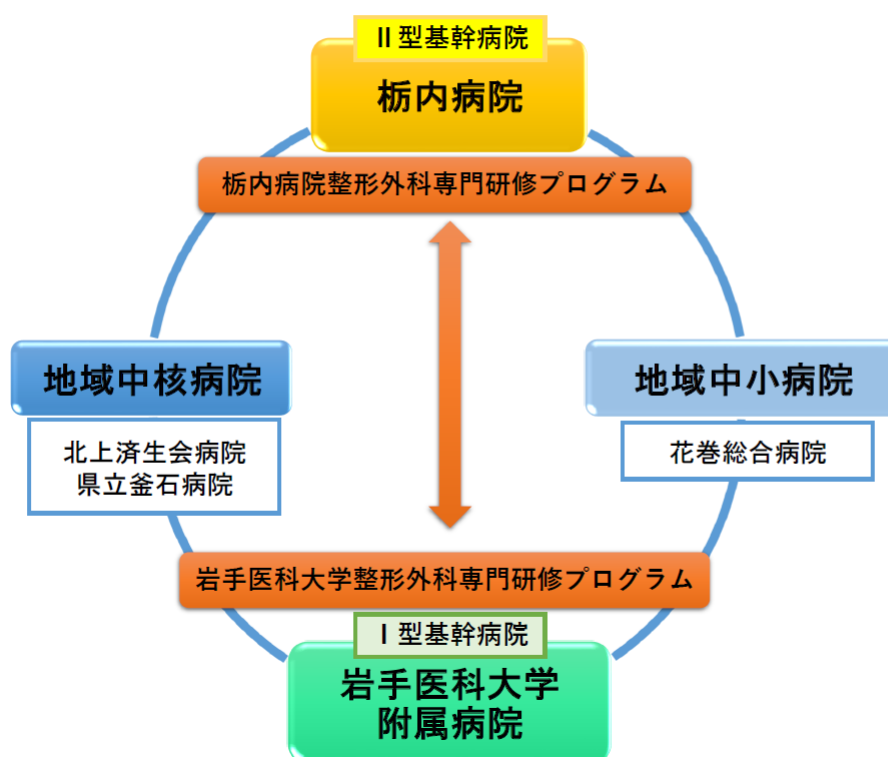 Ⅱ型基幹病院
栃内病院
栃内病院整形外科専門研修プログラム
地域中核病院
北上済生会病院
県立釜石病院
地域中小病院
花巻総合病院
岩手医科大学整形外科専門研修プログラム
Ⅰ型基幹病院
岩手医科大学
附属病院